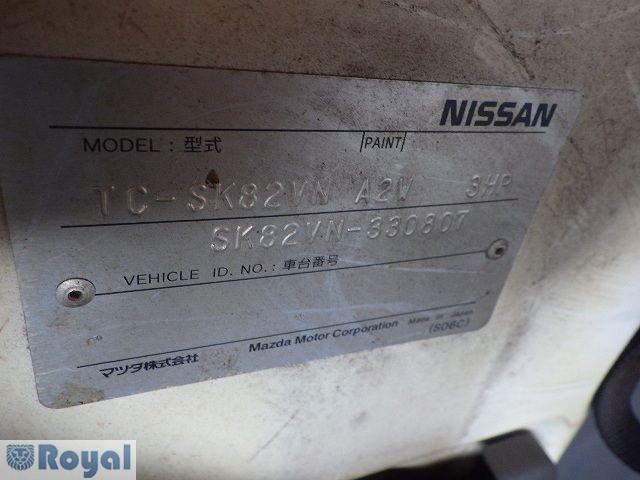 NISSAN
MODEL : 型式 PAINT
TC-SK82VN A2W 3HP
SK82VN-330807
VEHICLE ID. NO. : 車台番号
マツダ株式会社 Mazda Motor Corporation Made in Japan
(S06C)
Royal